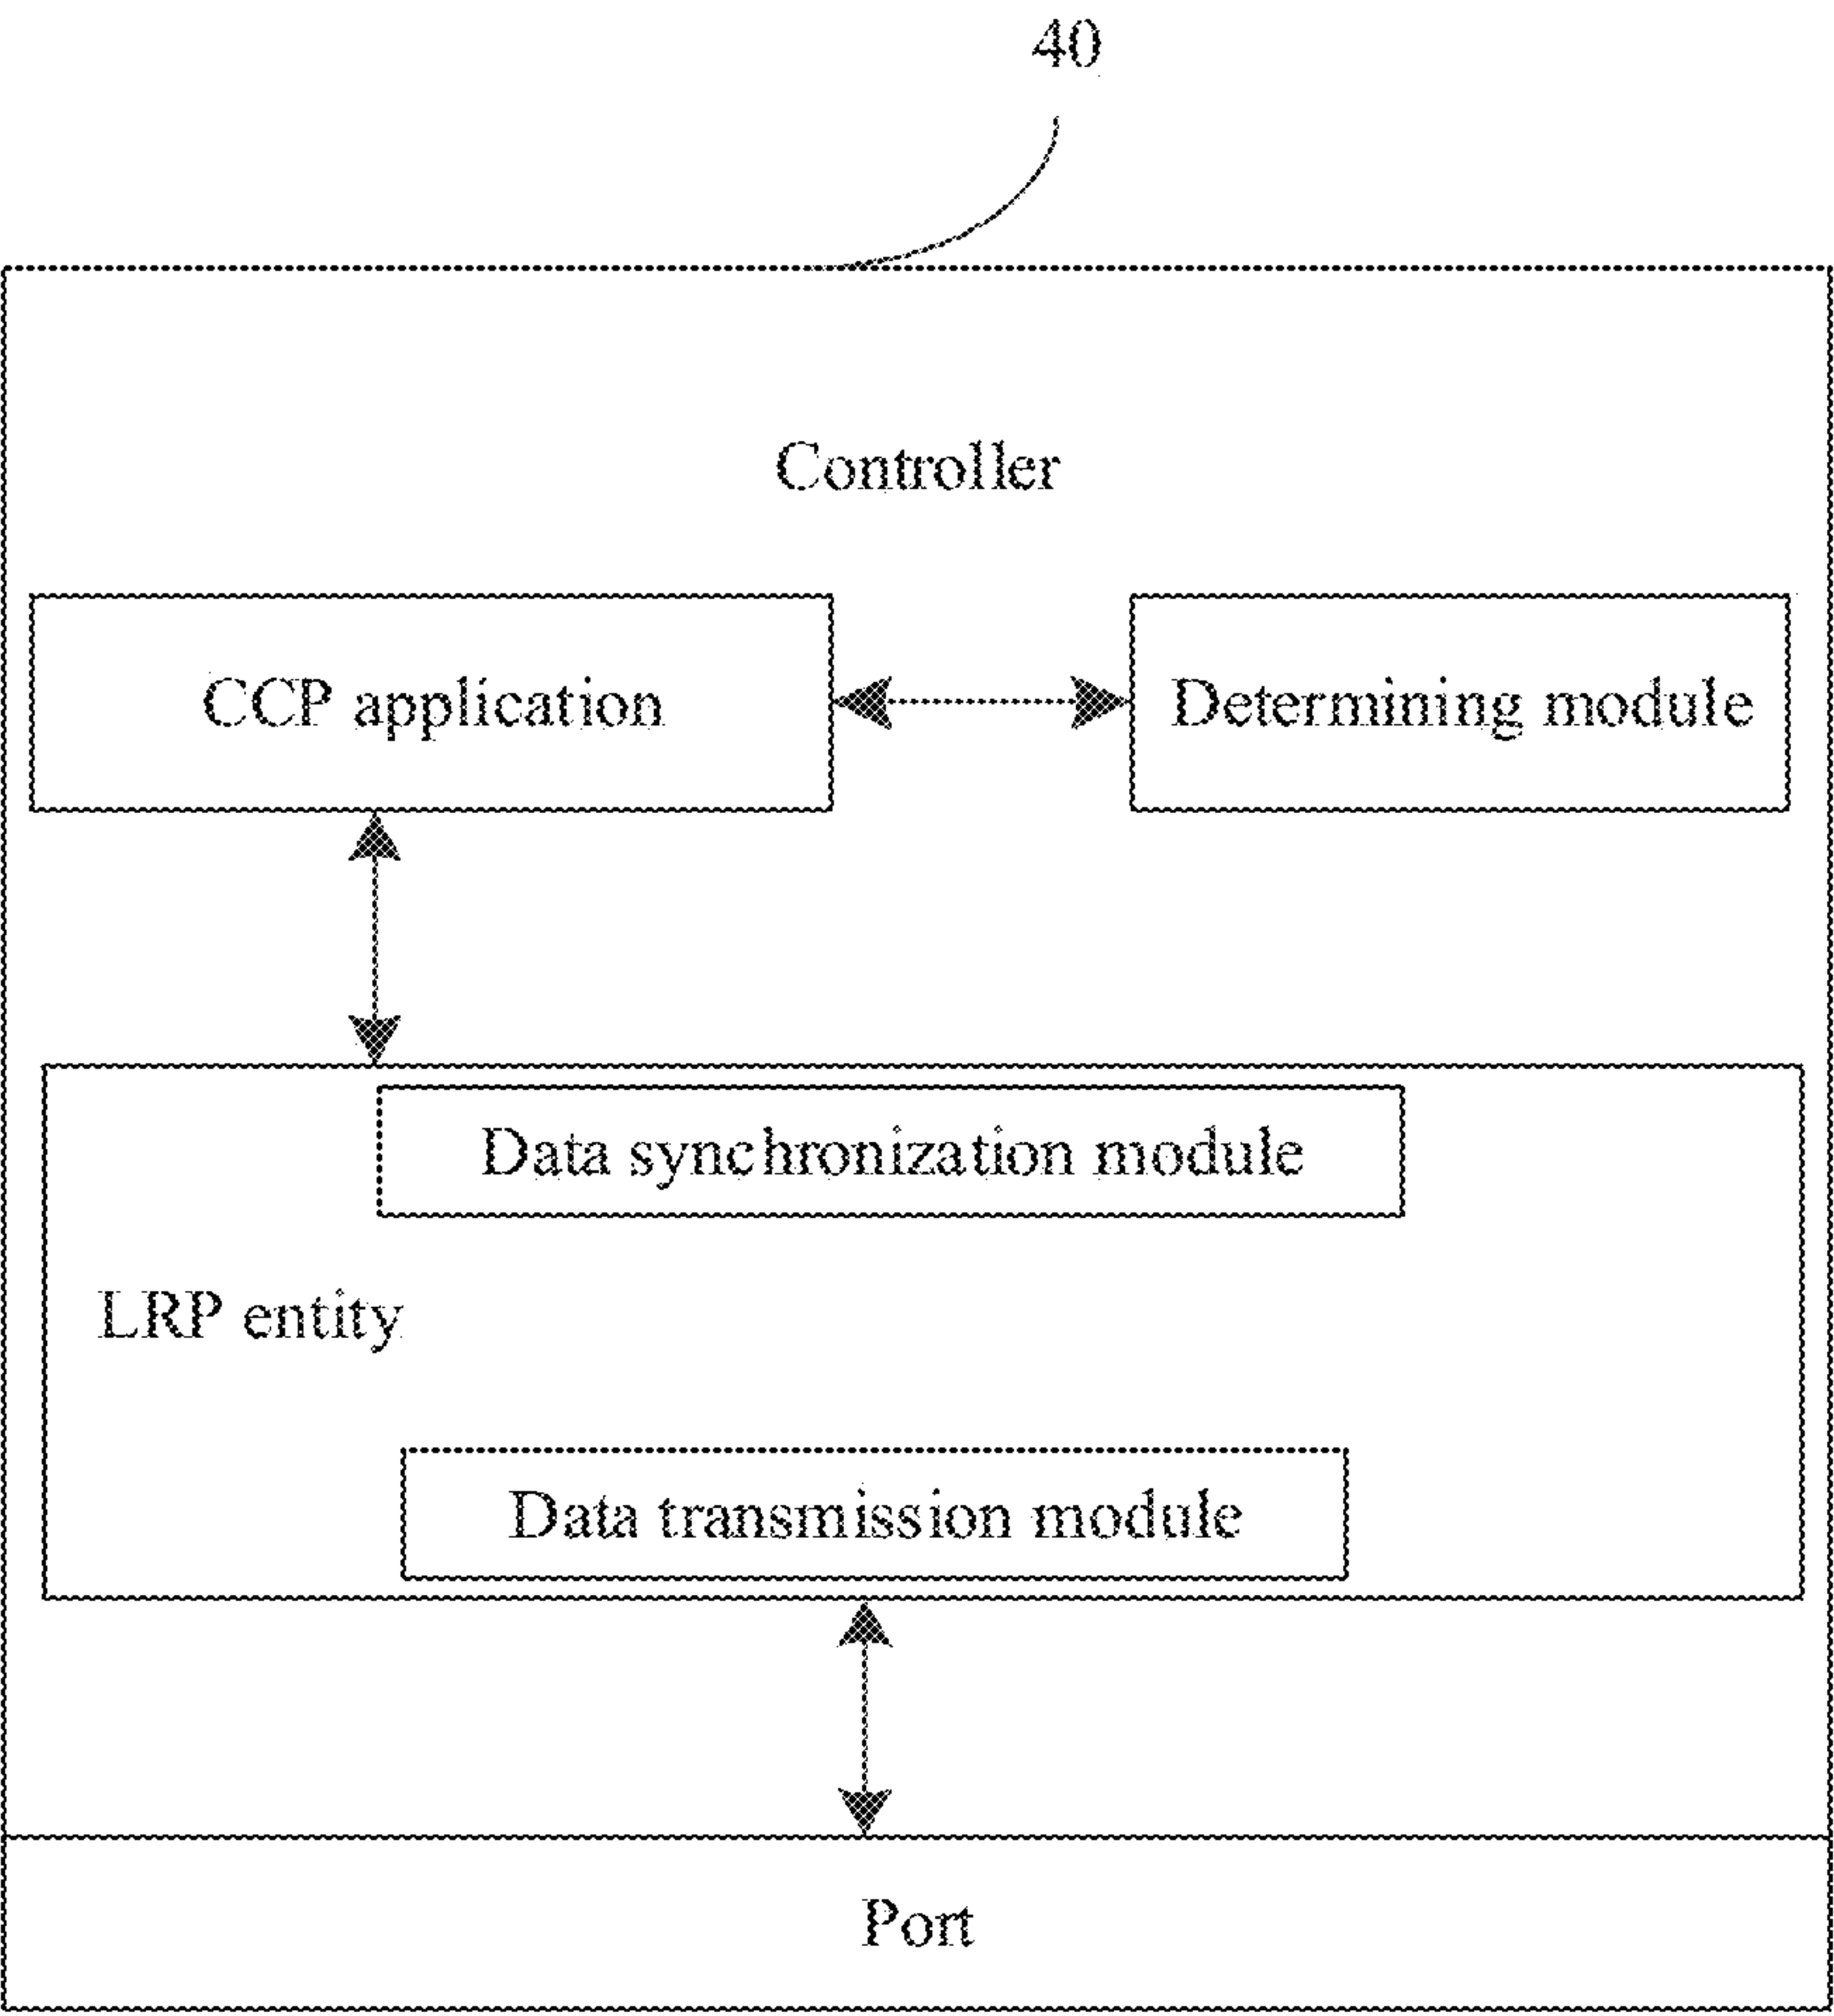 40
Controller
CCP application
Determining module
Data synchronization module
LRP entity
Data transmission module
Port